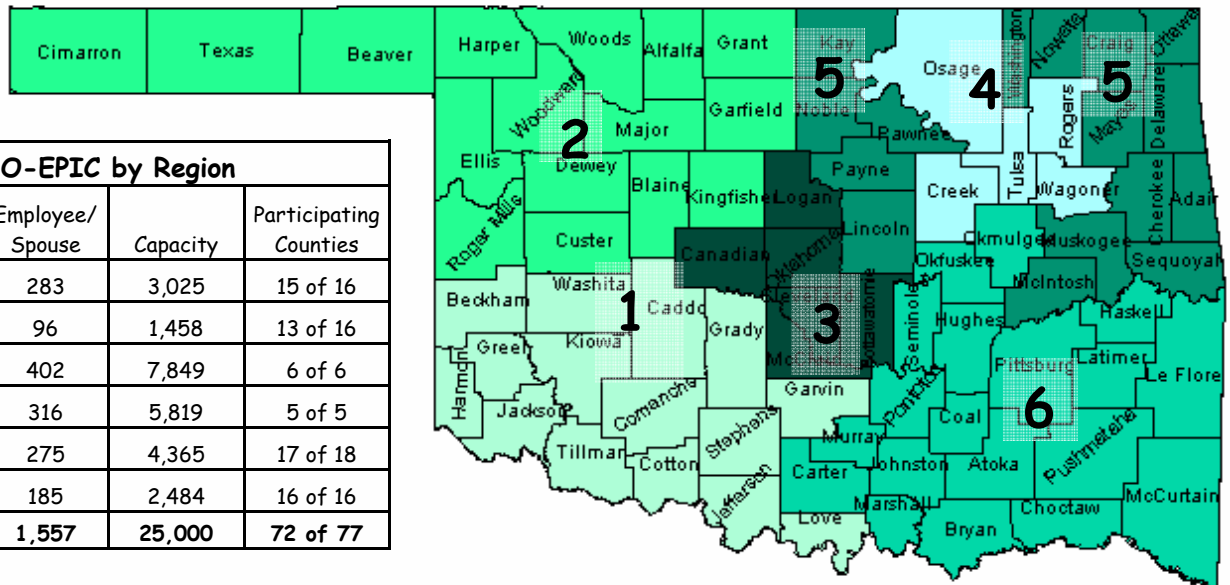 O-EPIC by Region
Employee/ Spouse
Capacity
Participating Counties
283 3,025 15 of 16
96 1,458 13 of 16
402 7,849 6 of 6
316 5,819 5 of 5
275 4,365 17 of 18
185 2,484 16 of 16
1,557 25,000 72 of 77
Cimarron
Texas
Beaver
Harper
Woods
Alfalfa
Grant
Kay
5
Osage
4
Washington
Nowata
Craig
5
Ottawa
Woodward
2
Major
Garfield
Noble
Pawnee
Rogers
Mayes
Delaware
Ellis
Dewey
Blaine
Kingfisher
Logan
Payne
Creek
Tulsa
Wagoner
Cherokee
Adair
Roger Mills
Custer
Canadian
Oklahoma
Lincoln
Okmulgee
Muskogee
Okfuskee
Sequoyah
McIntosh
Beckham
Washita
1
Caddo
Grady
3
Pottawatomie
Seminole
Hughes
Haskell
Greer
Kiowa
Pittsburg
Latimer
Le Flore
Harmon
Jackson
Comanche
Garvin
Pontotoc
Coal
6
Pushmataha
Stephens
Murray
Tillman
Cotton
Carter
Johnston
Atoka
McCurtain
Jefferson
Love
Marshall
Bryan
Choctaw